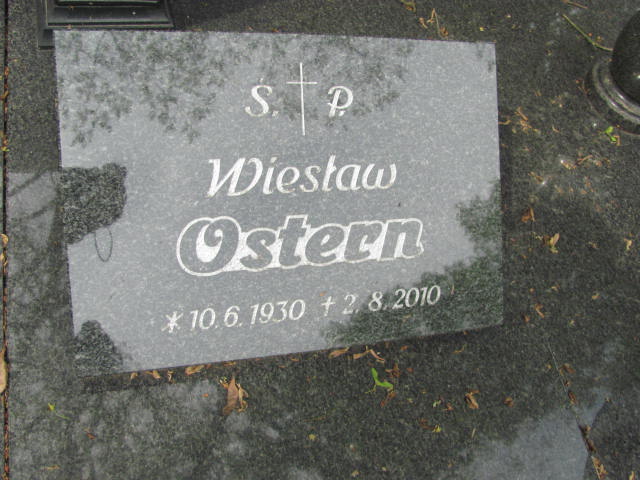 Ś. P.
Wiesław
Ostern
* 10. 6. 1930 † 2. 8. 2010